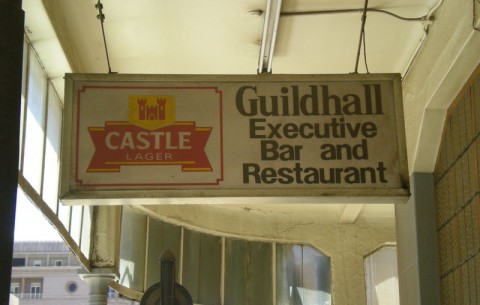 CASTLE
LAGER
Guildhall
Executive
Bar and
Restaurant